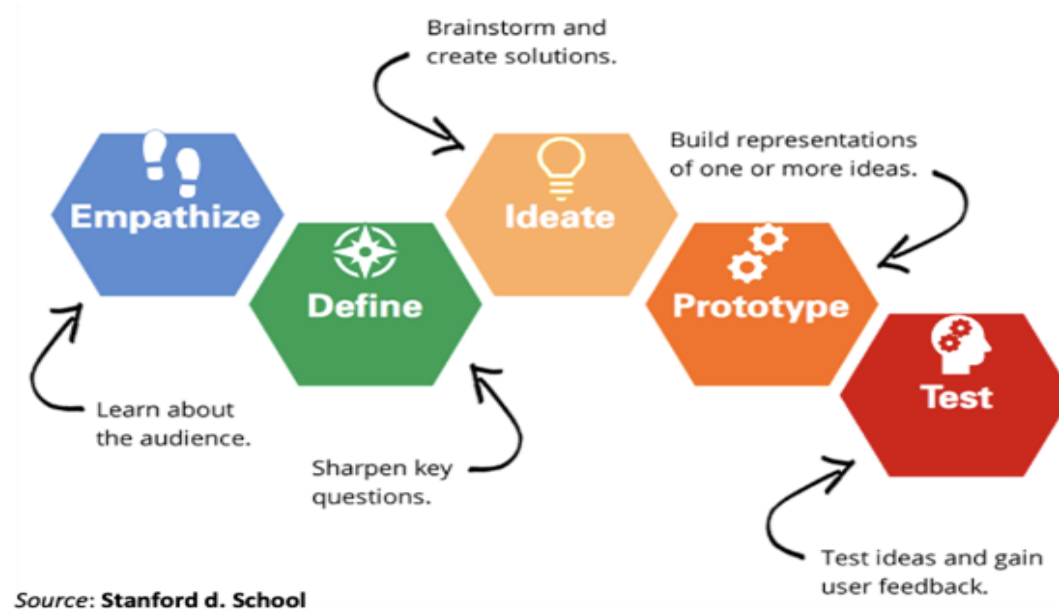 Brainstorm and
create solutions.
Build representations
of one or more ideas.
Empathize
Ideate
Define
Prototype
Test
Learn about
the audience.
Sharpen key
questions.
Test ideas and gain
user feedback.
Source: Stanford d. School